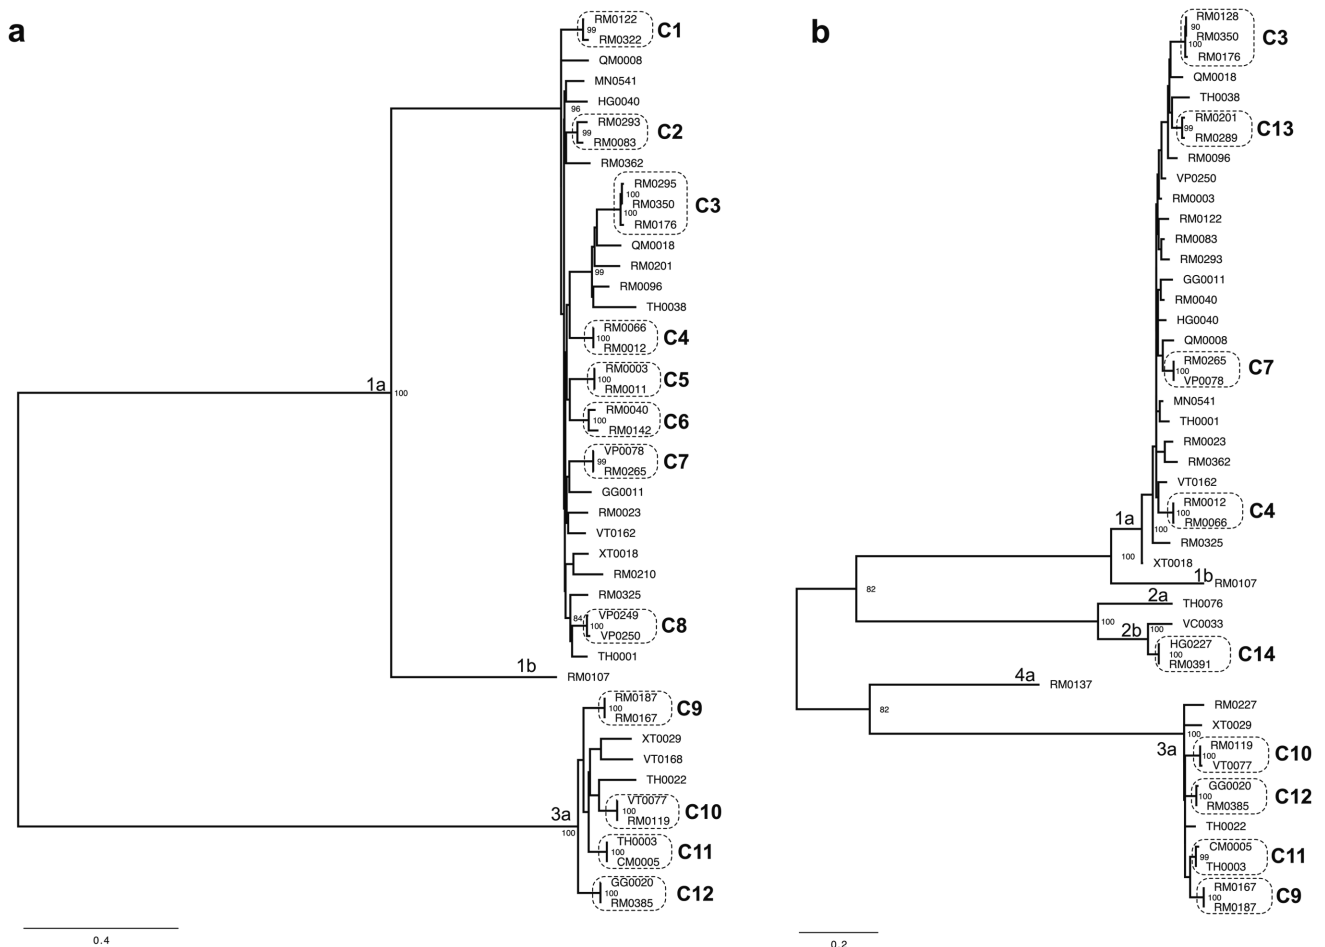 a
RM0122
99
RM0322
C1
QM0008
MN0541
HG0040
96
RM0293
99
RM0083
C2
RM0362
RM0295
100
RM0350
100
RM0176
C3
QM0018
RM0201
99
RM0096
TH0038
RM0066
100
RM0012
C4
RM0003
100
RM0011
C5
RM0040
100
RM0142
C6
VP0078
99
RM0265
C7
GG0011
RM0023
VT0162
XT0018
RM0210
RM0325
84
VP0249
100
VP0250
C8
TH0001
1a
100
1b
RM0107
RM0187
100
RM0167
C9
XT0029
VT0168
TH0022
VT0077
100
RM0119
C10
3a
100
TH0003
100
CM0005
C11
GG0020
100
RM0385
C12
0.4
b
RM0128
90
RM0350
100
RM0176
C3
QM0018
TH0038
RM0201
99
RM0289
C13
RM0096
VP0250
RM0003
RM0122
RM0083
RM0293
GG0011
RM0040
HG0040
QM0008
RM0265
100
VP0078
C7
MN0541
TH0001
RM0023
RM0362
VT0162
RM0012
100
RM0066
C4
1a
100
RM0325
100
XT0018
1b
RM0107
82
2a
TH0076
100
2b
100
VC0033
HG0227
100
RM0391
C14
4a
RM0137
82
RM0227
XT0029
100
3a
RM0119
100
VT0077
C10
GG0020
100
RM0385
C12
TH0022
CM0005
99
TH0003
C11
RM0167
100
RM0187
C9
0.2